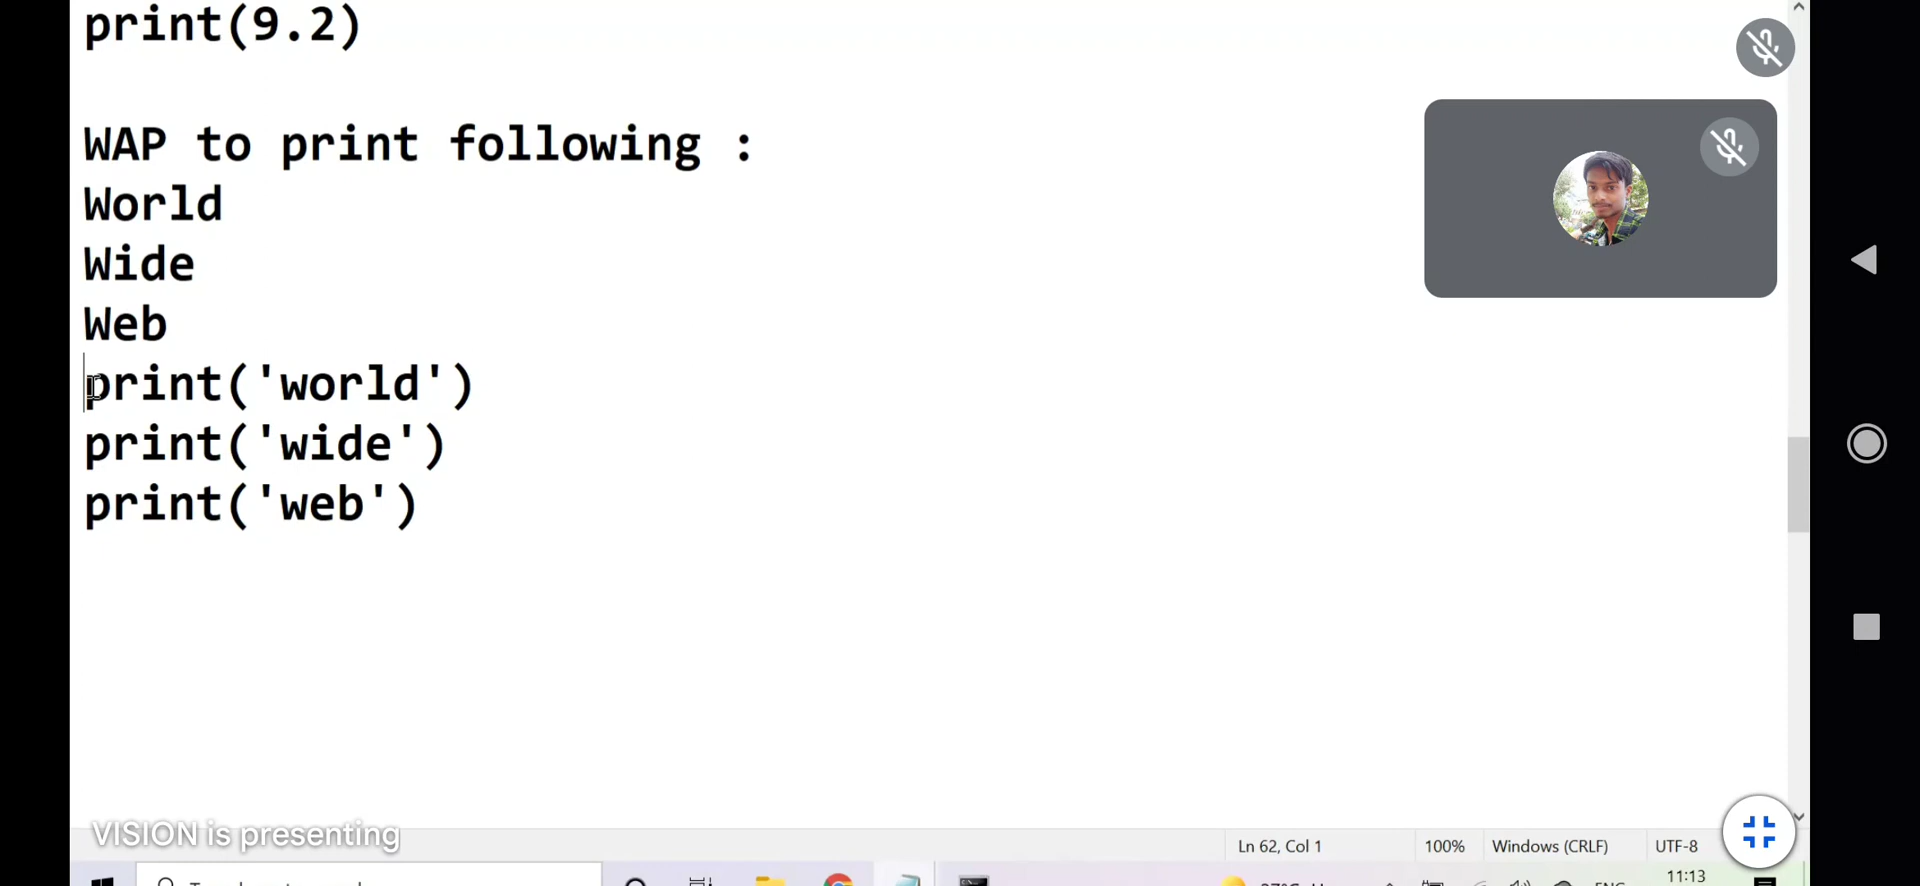 print(9.2)
WAP to print following :
World
Wide
Web
print('world')
print('wide')
print('web')
VISION is presenting
Ln 62, Col 1
100%
Windows (CRLF)
UTF-8
11:13